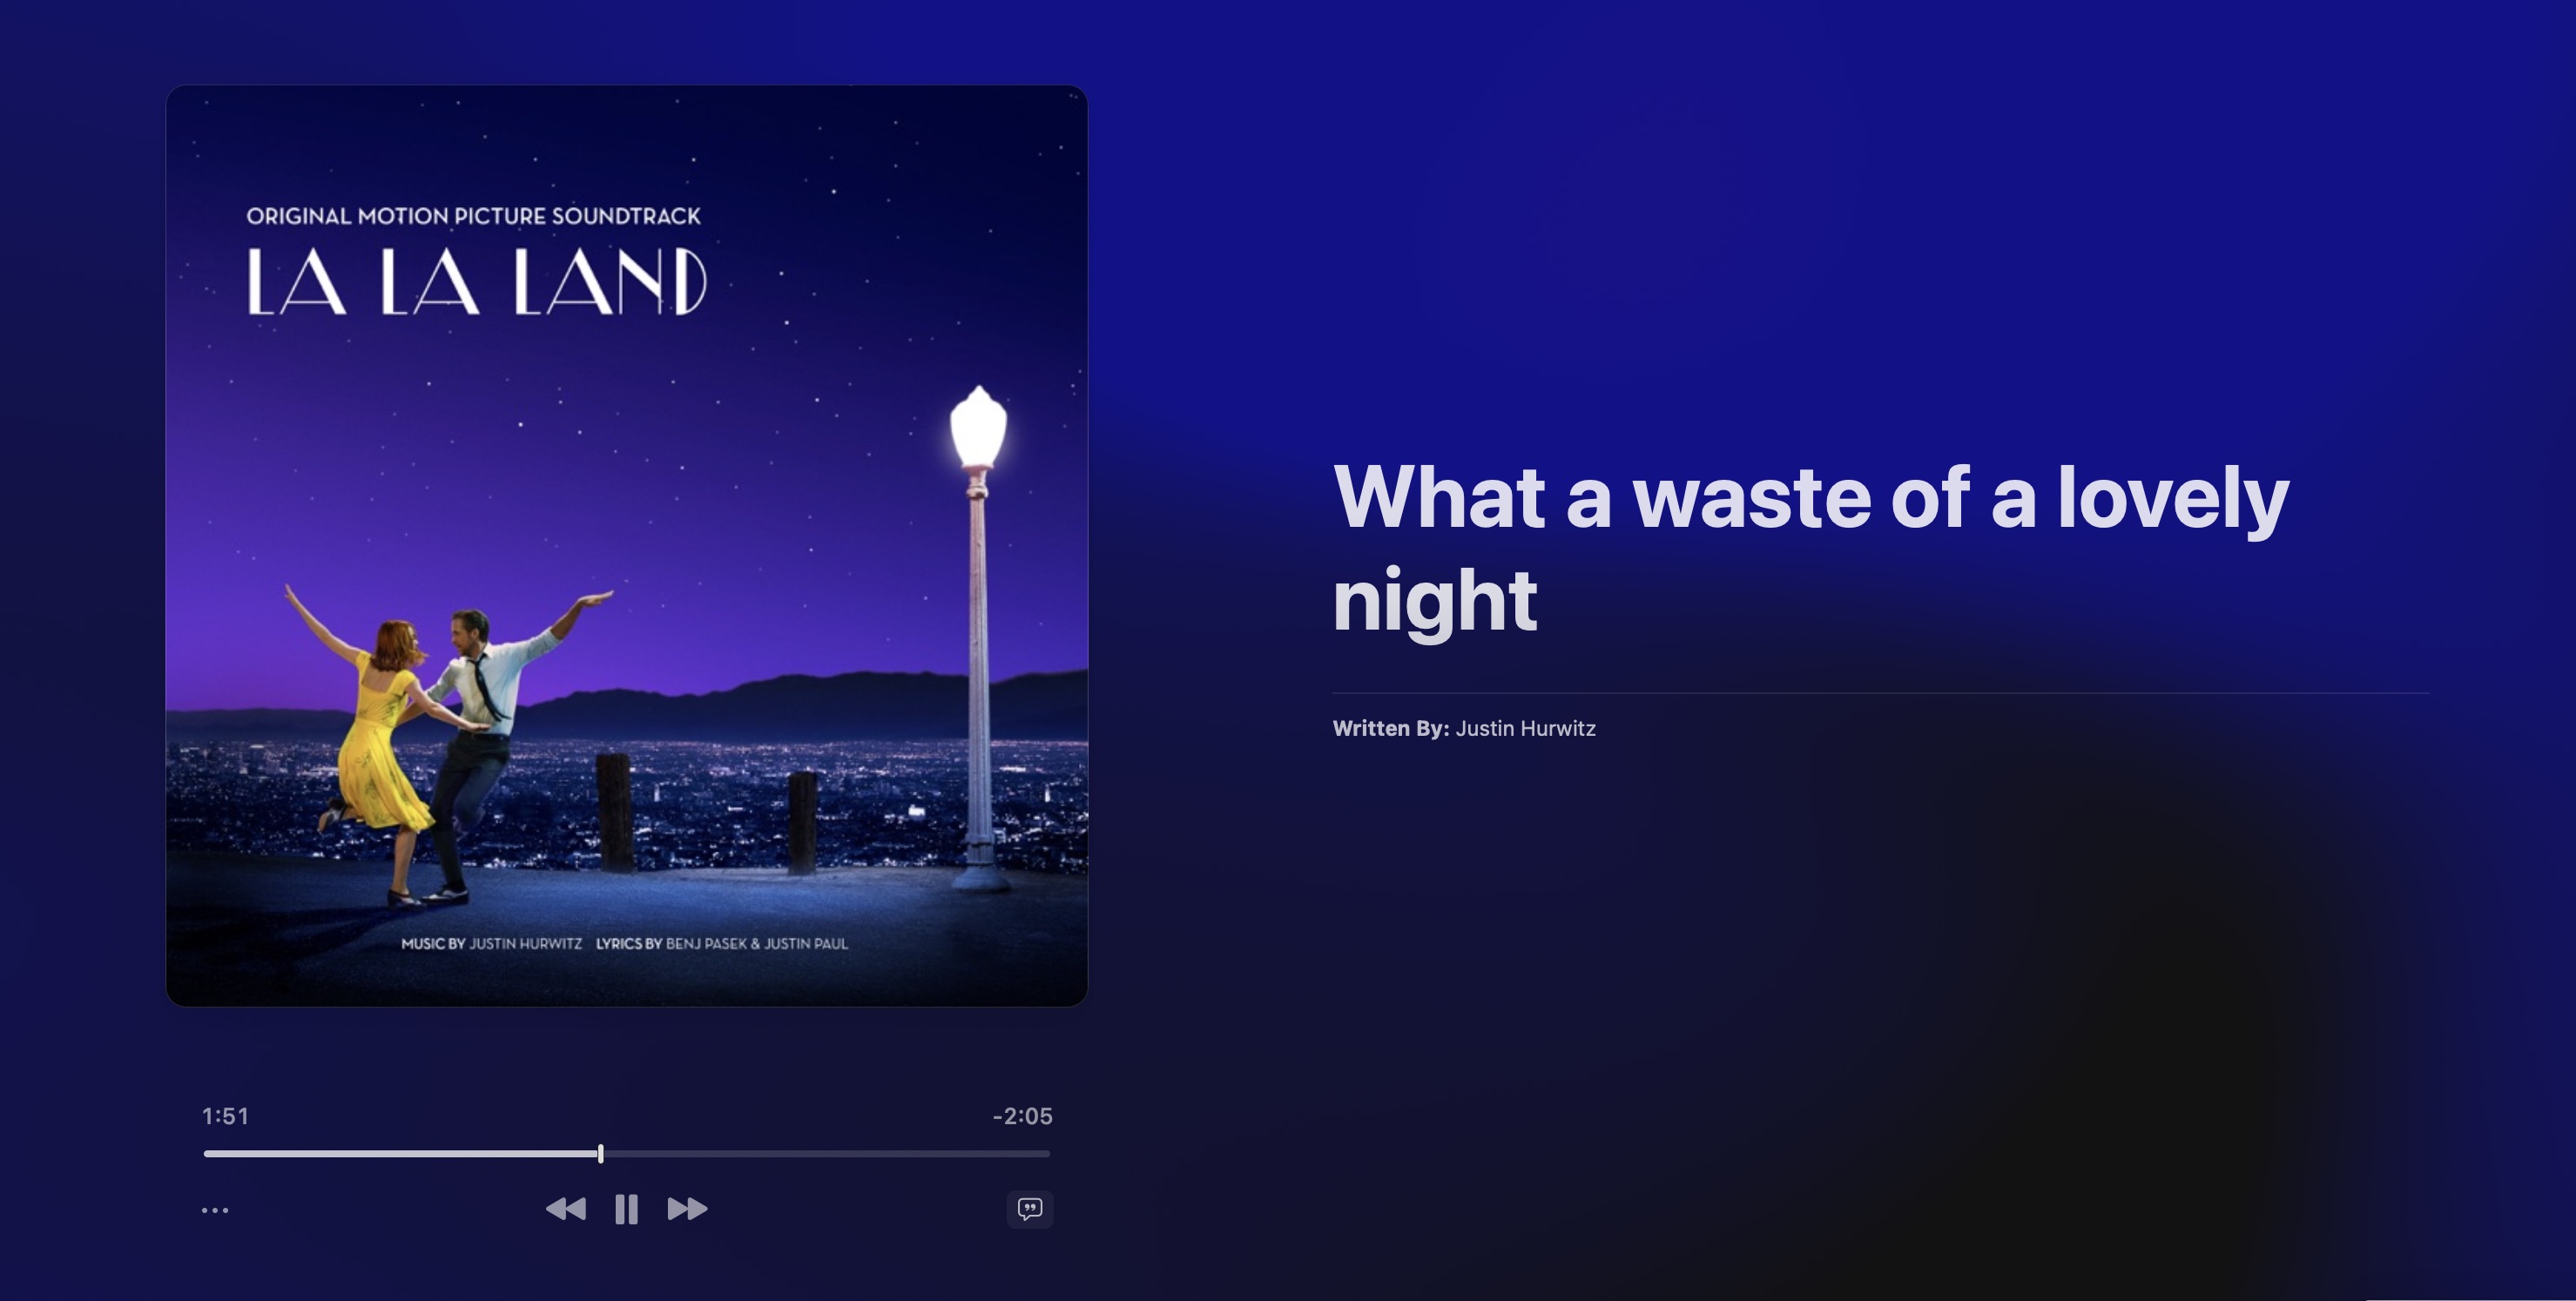 ORIGINAL MOTION PICTURE SOUNDTRACK
LA LA LAND
MUSIC BY JUSTIN HURWITZ LYRICS BY BENJ PASEK & JUSTIN PAUL
1:51
-2:05
What a waste of a lovely
night
Written By: Justin Hurwitz